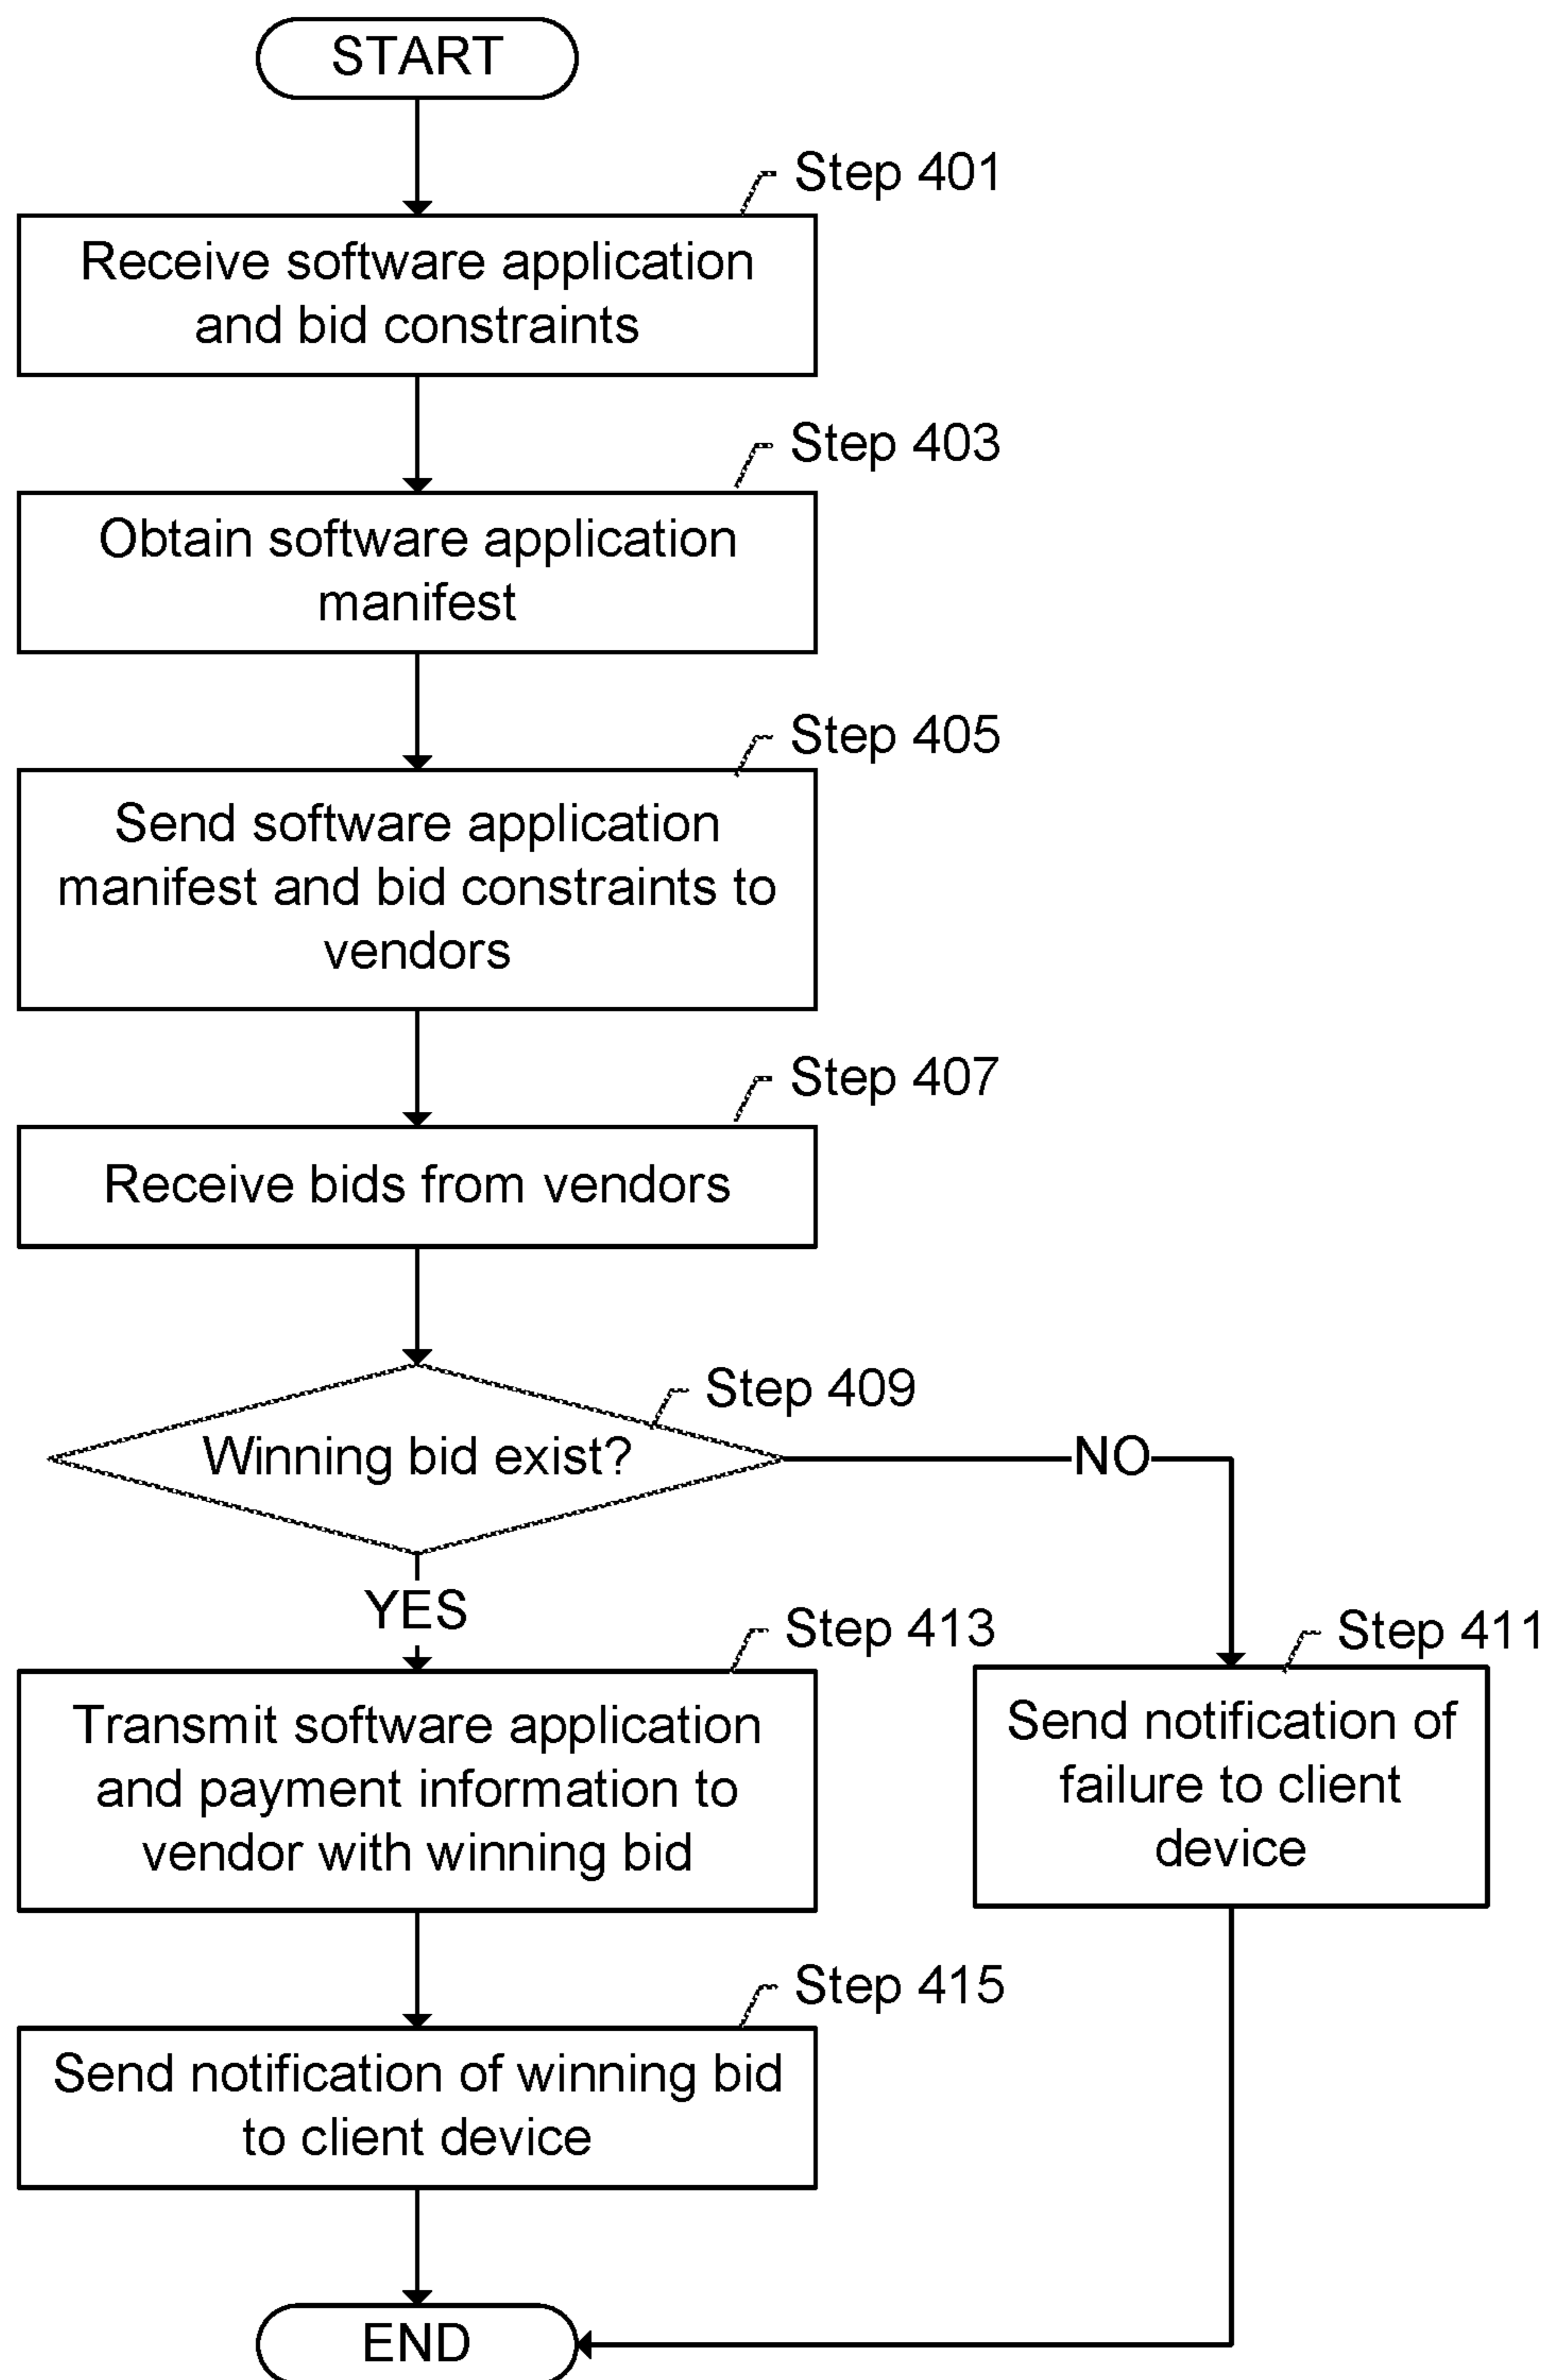 START
Step 401
Receive software application
and bid constraints
Step 403
Obtain software application
manifest
Step 405
Send software application
manifest and bid constraints to
vendors
Step 407
Receive bids from vendors
Step 409
Winning bid exist?
NO
YES
Step 413
Transmit software application
and payment information to
vendor with winning bid
Step 411
Send notification of
failure to client
device
Step 415
Send notification of winning bid
to client device
END